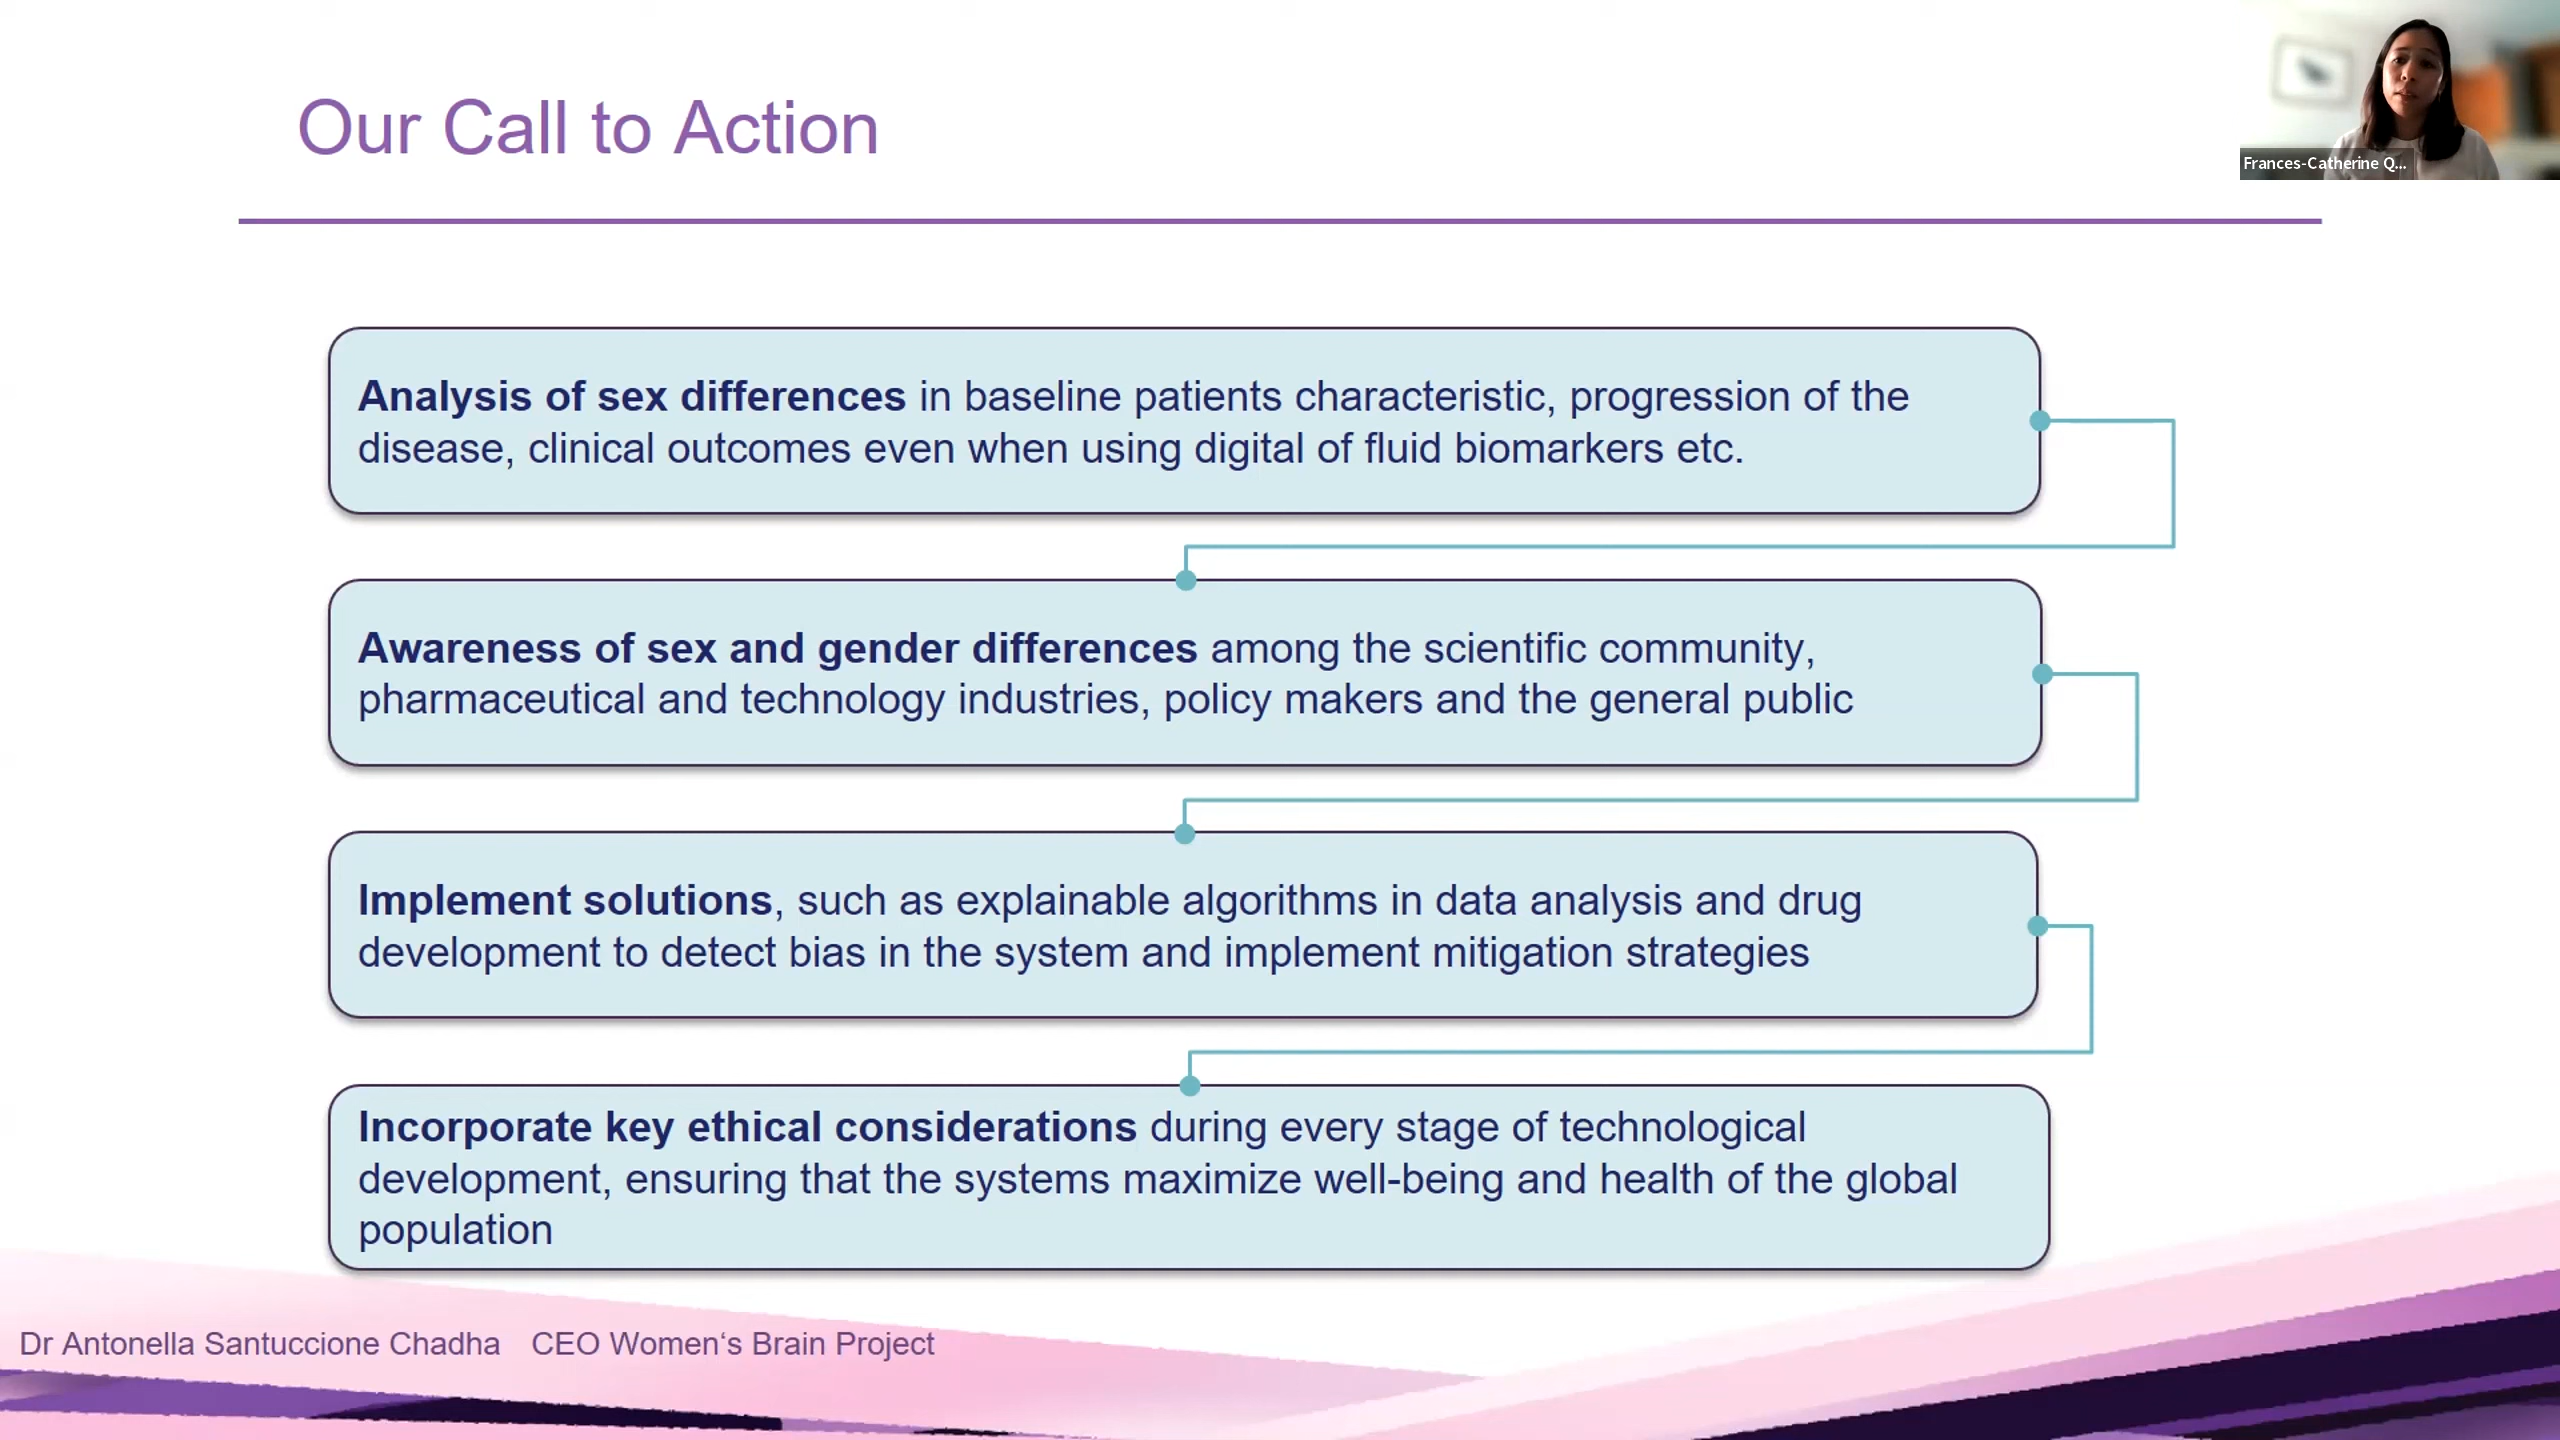 Our Call to Action
Frances-Catherine Q...
Analysis of sex differences in baseline patients characteristic, progression of the
disease, clinical outcomes even when using digital of fluid biomarkers etc.
Awareness of sex and gender differences among the scientific community,
pharmaceutical and technology industries, policy makers and the general public
Implement solutions, such as explainable algorithms in data analysis and drug
development to detect bias in the system and implement mitigation strategies
Incorporate key ethical considerations during every stage of technological
development, ensuring that the systems maximize well-being and health of the global
population
Dr Antonella Santuccione Chadha CEO Women‘s Brain Project